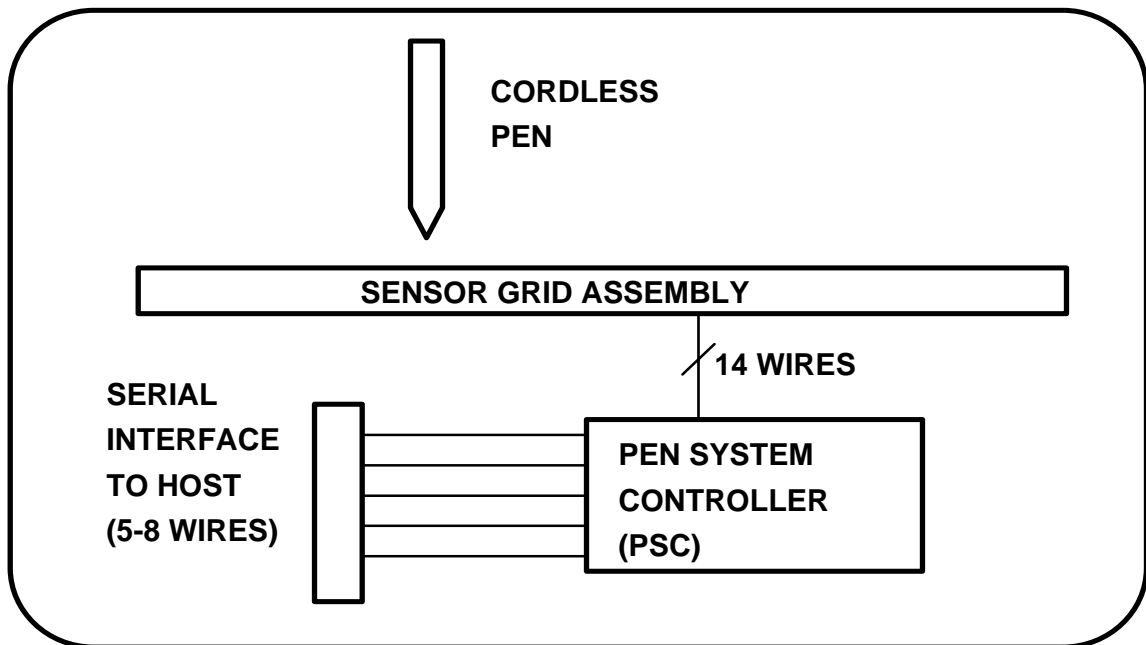 CORDLESS
PEN
SENSOR GRID ASSEMBLY
14 WIRES
SERIAL
INTERFACE
TO HOST
(5-8 WIRES)
PEN SYSTEM
CONTROLLER
(PSC)